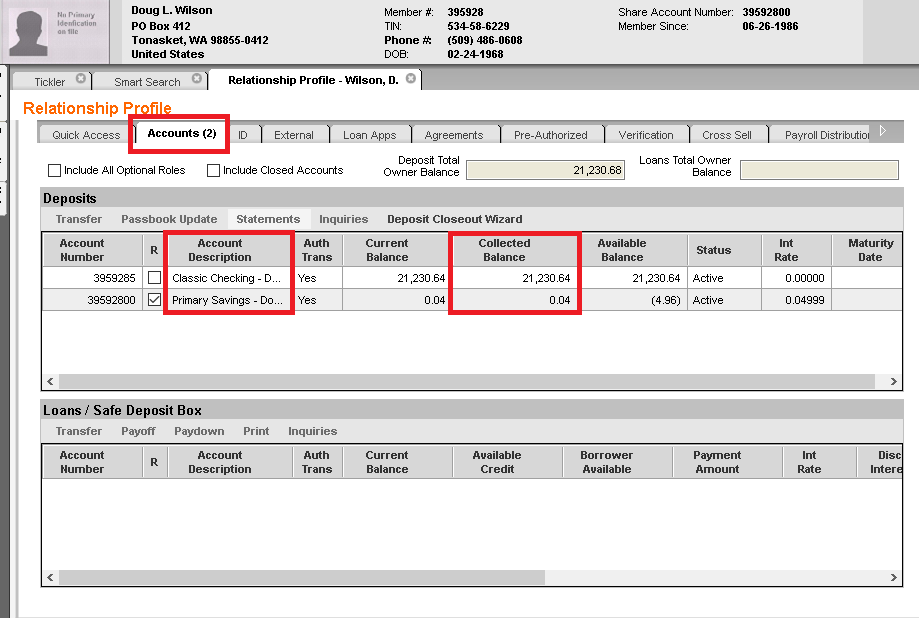 No Primary
Idenfication
on file
Doug L. Wilson
PO Box 412
Tonasket, WA 98855-0412
United States
Member #: 395928
TIN: 534-58-6229
Phone #: (509) 486-0608
DOB: 02-24-1968
Share Account Number: 39592800
Member Since: 06-26-1986
Tickler
Smart Search
Relationship Profile - Wilson, D.
Relationship Profile
Quick Access
Accounts (2)
ID
External
Loan Apps
Agreements
Pre-Authorized
Verification
Cross Sell
Payroll Distributio
Include All Optional Roles
Include Closed Accounts
Deposit Total
Owner Balance
21,230.68
Loans Total Owner
Balance
Deposits
Transfer Passbook Update Statements Inquiries Deposit Closeout Wizard
Account Number R Account Description Auth Trans Current Balance Collected Balance Available Balance Status Int Rate Maturity Date
3959285 Classic Checking - D... Yes 21,230.64 21,230.64 21,230.64 Active 0.00000
39592800 Primary Savings - Do... Yes 0.04 0.04 (4.96) Active 0.04999
Loans / Safe Deposit Box
Transfer Payoff Paydown Print Inquiries
Account Number R Account Description Auth Trans Current Balance Available Credit Borrower Available Payment Amount Int Rate Disc Intere